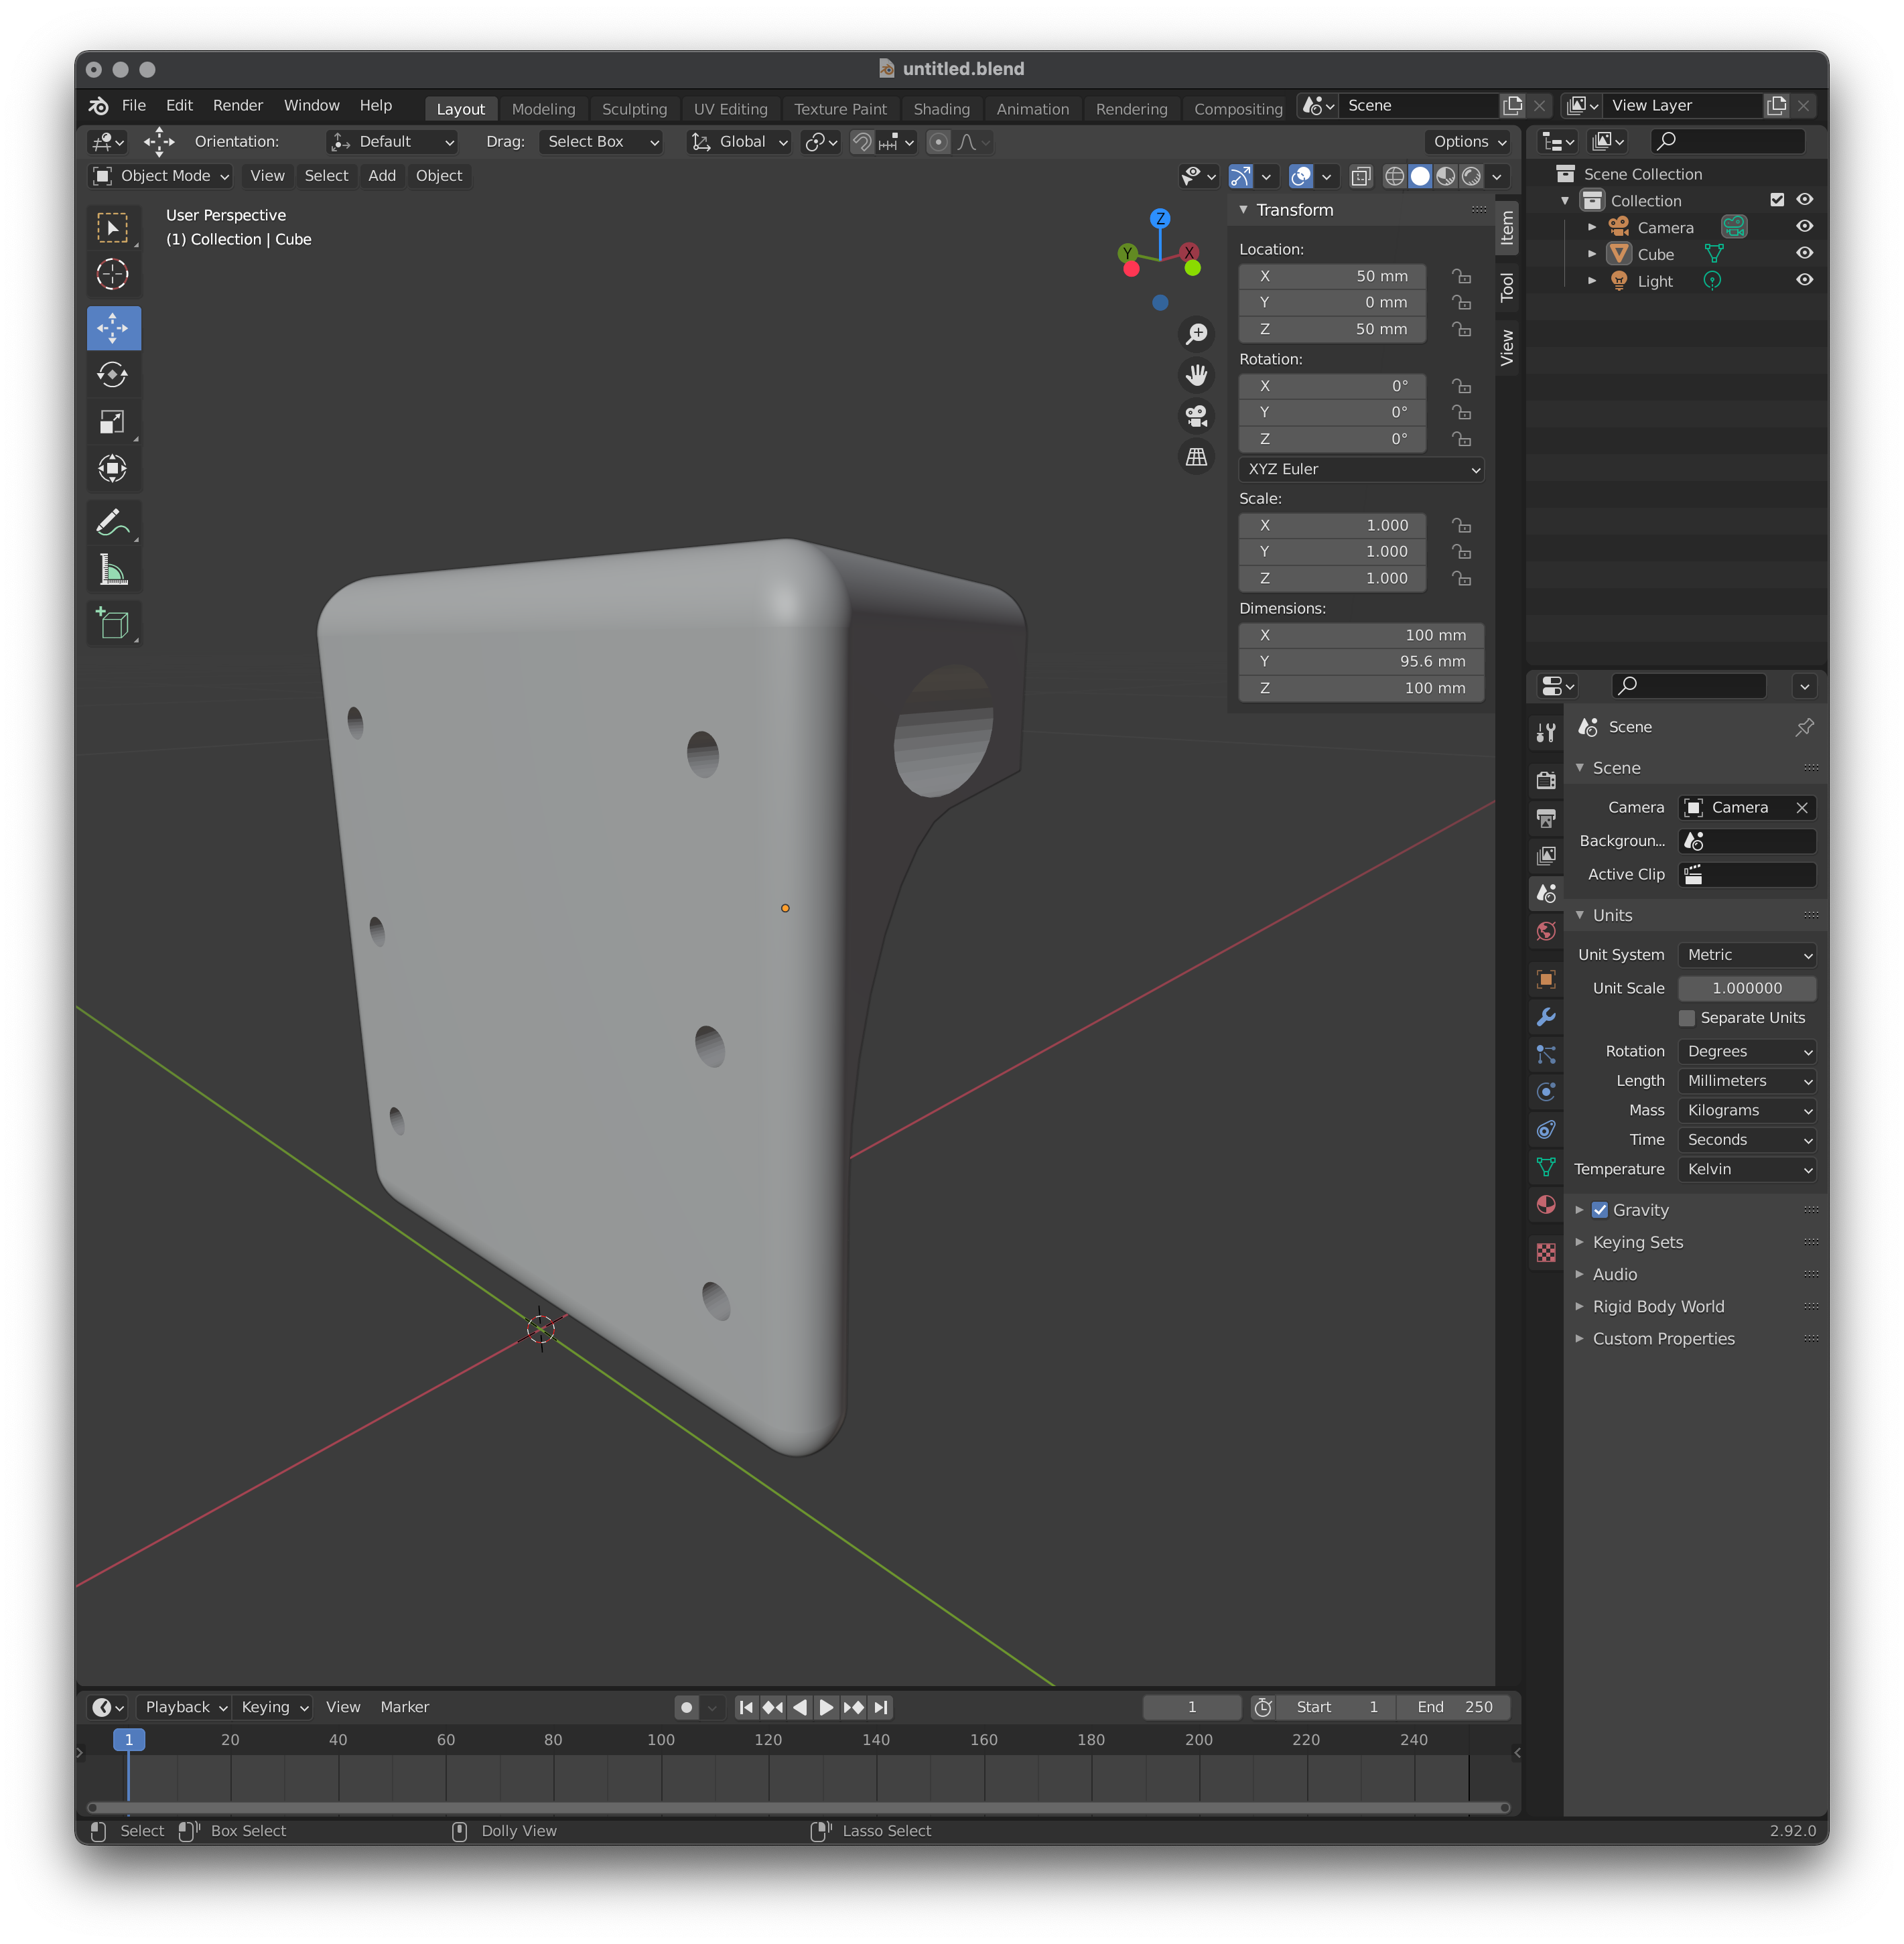 untitled.blend
File Edit Render Window Help Layout Modeling Sculpting UV Editing Texture Paint Shading Animation Rendering Compositing Scene View Layer
Orientation: Default Drag: Select Box Global Options
Object Mode View Select Add Object
User Perspective
(1) Collection | Cube
Z
Y
X
Transform
Location:
X 50 mm
Y 0 mm
Z 50 mm
Rotation:
X 0°
Y 0°
Z 0°
XYZ Euler
Scale:
X 1.000
Y 1.000
Z 1.000
Dimensions:
X 100 mm
Y 95.6 mm
Z 100 mm
Item
Tool
View
Scene Collection
Collection
Camera
Cube
Light
Scene
Scene
Camera Camera
Backgroun...
Active Clip
Units
Unit System Metric
Unit Scale 1.000000
Separate Units
Rotation Degrees
Length Millimeters
Mass Kilograms
Time Seconds
Temperature Kelvin
Gravity
Keying Sets
Audio
Rigid Body World
Custom Properties
Playback Keying View Marker 1 Start 1 End 250
1 20 40 60 80 100 120 140 160 180 200 220 240
Select Box Select Dolly View Lasso Select 2.92.0